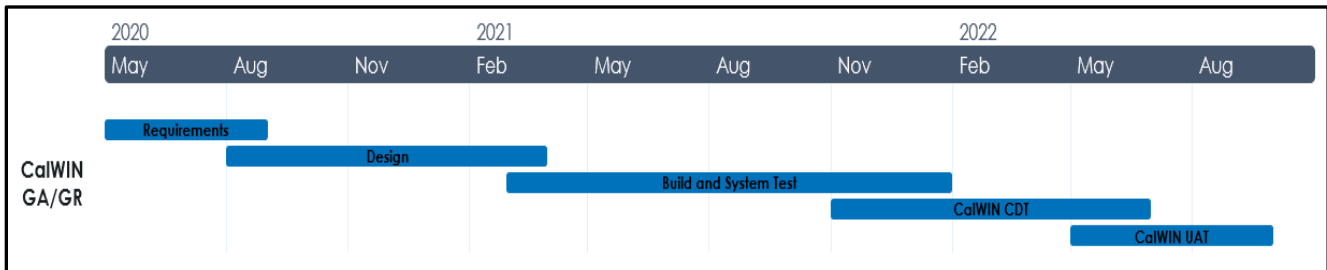 2020 2021 2022
May Aug Nov Feb May Aug Nov Feb May Aug
Requirements
Design
CalWIN
GA/GR
Build and System Test
CalWIN CDT
CalWIN UAT